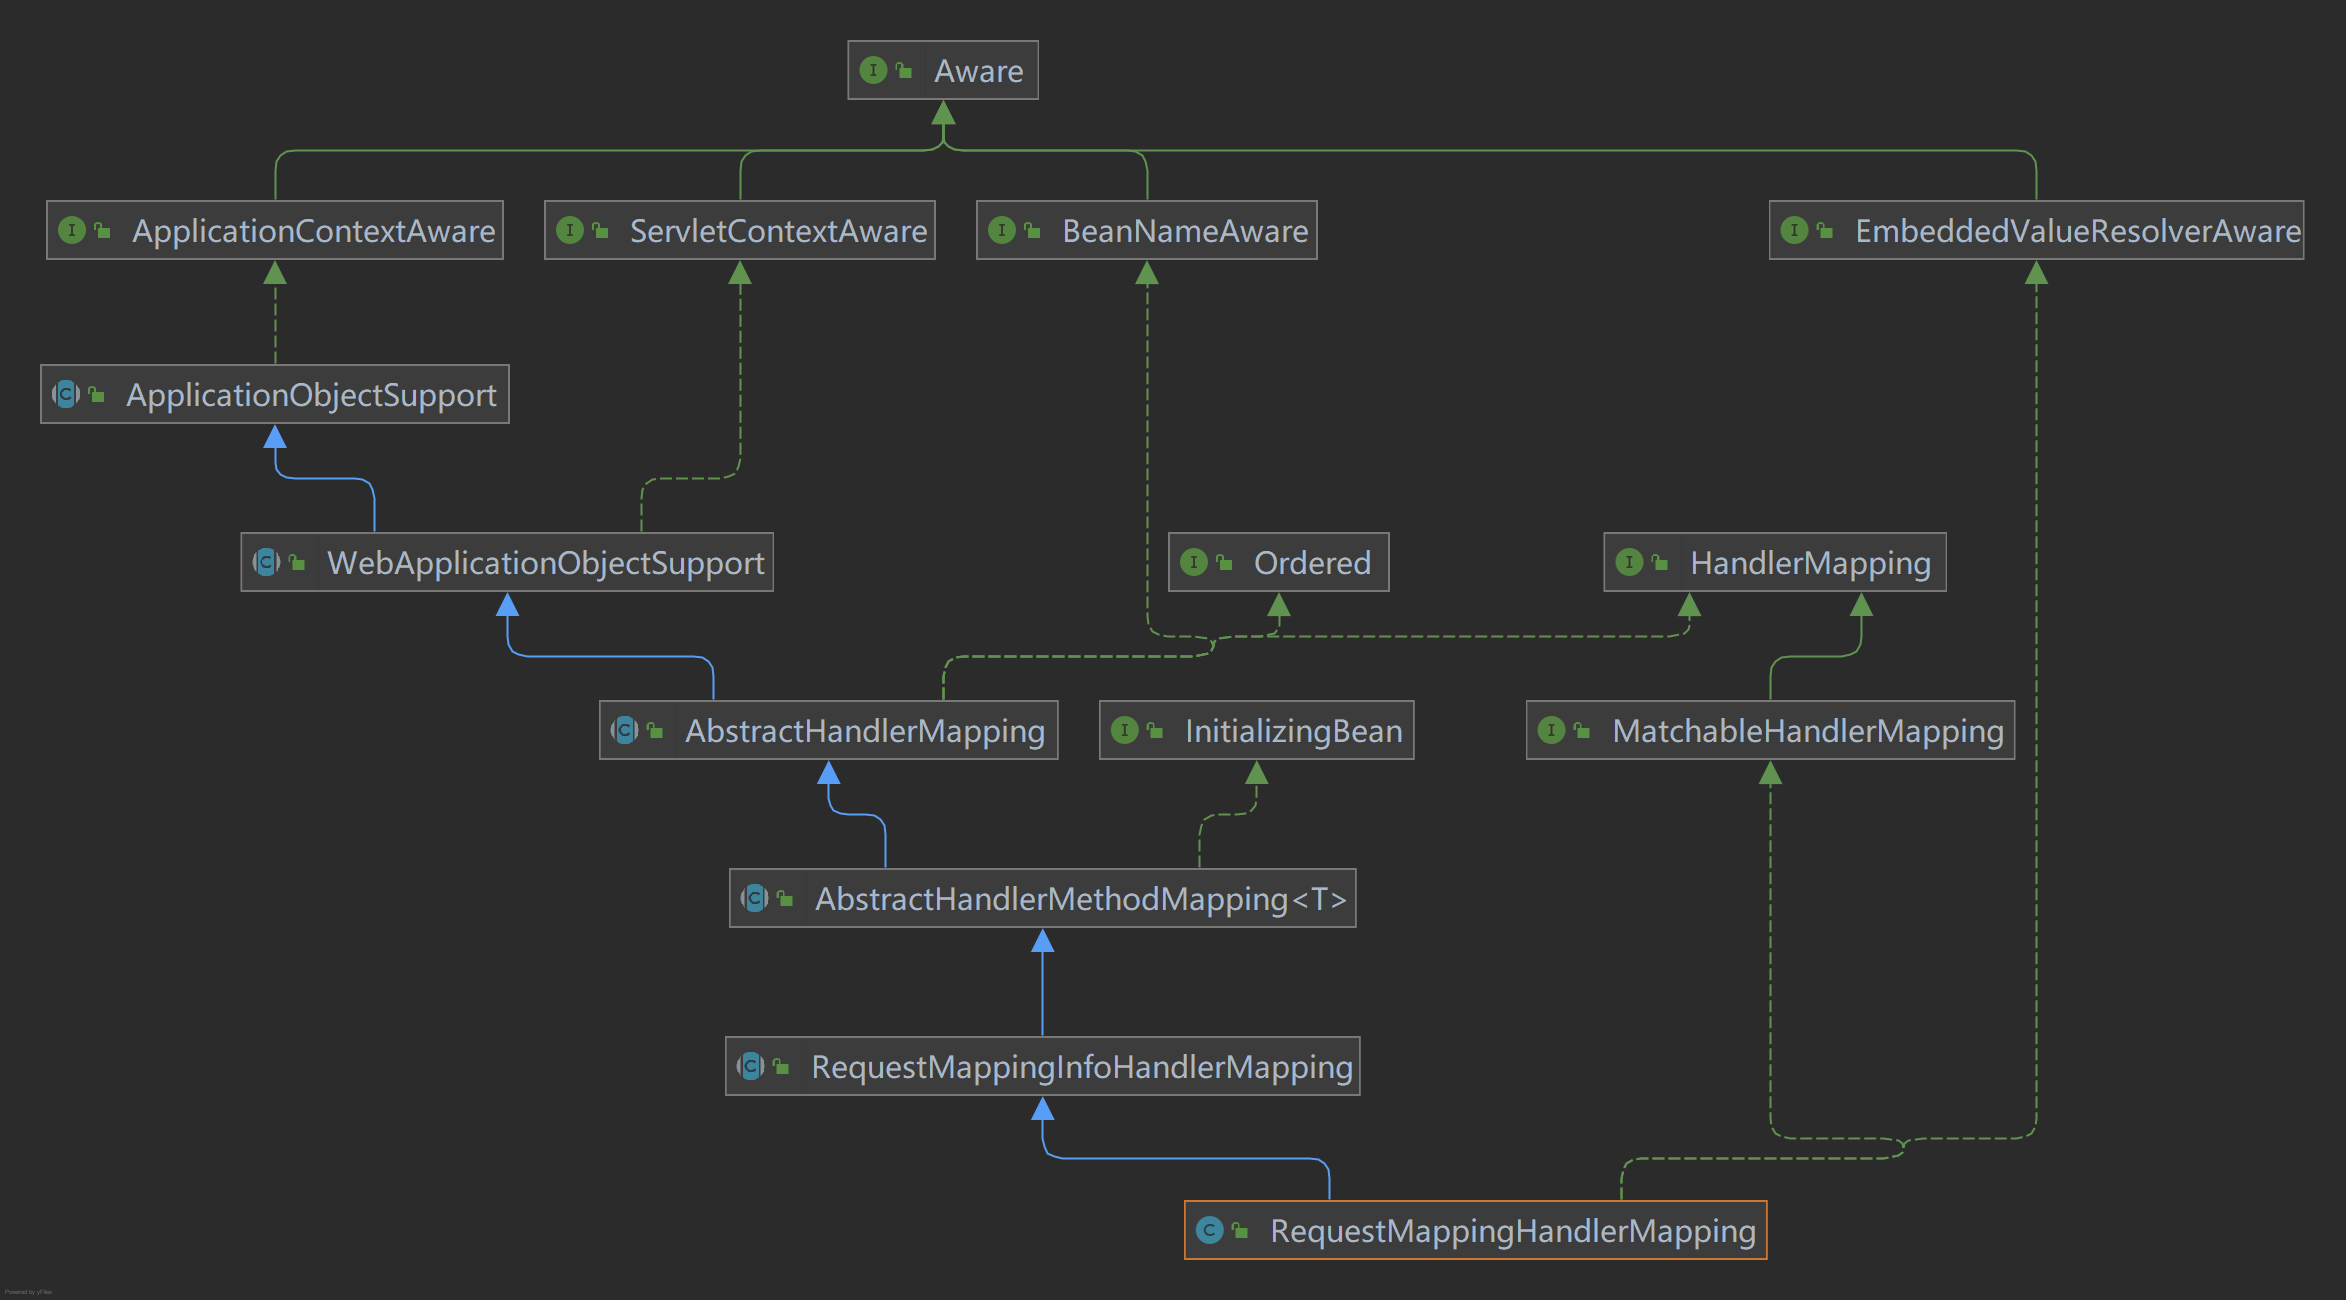 Aware
ApplicationContextAware
ServletContextAware
BeanNameAware
EmbeddedValueResolverAware
ApplicationObjectSupport
WebApplicationObjectSupport
Ordered
HandlerMapping
AbstractHandlerMapping
InitializingBean
MatchableHandlerMapping
AbstractHandlerMethodMapping<T>
RequestMappingInfoHandlerMapping
RequestMappingHandlerMapping
Powered by yFiles